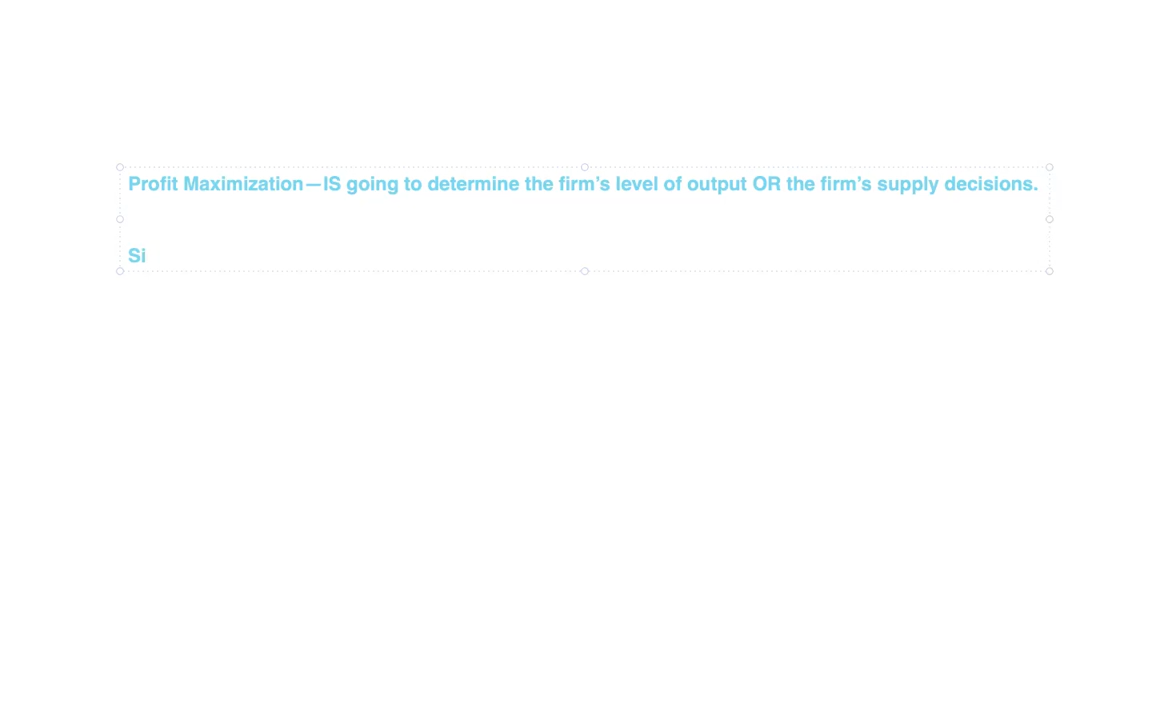 Profit Maximization—IS going to determine the firm’s level of output OR the firm’s supply decisions.
Si